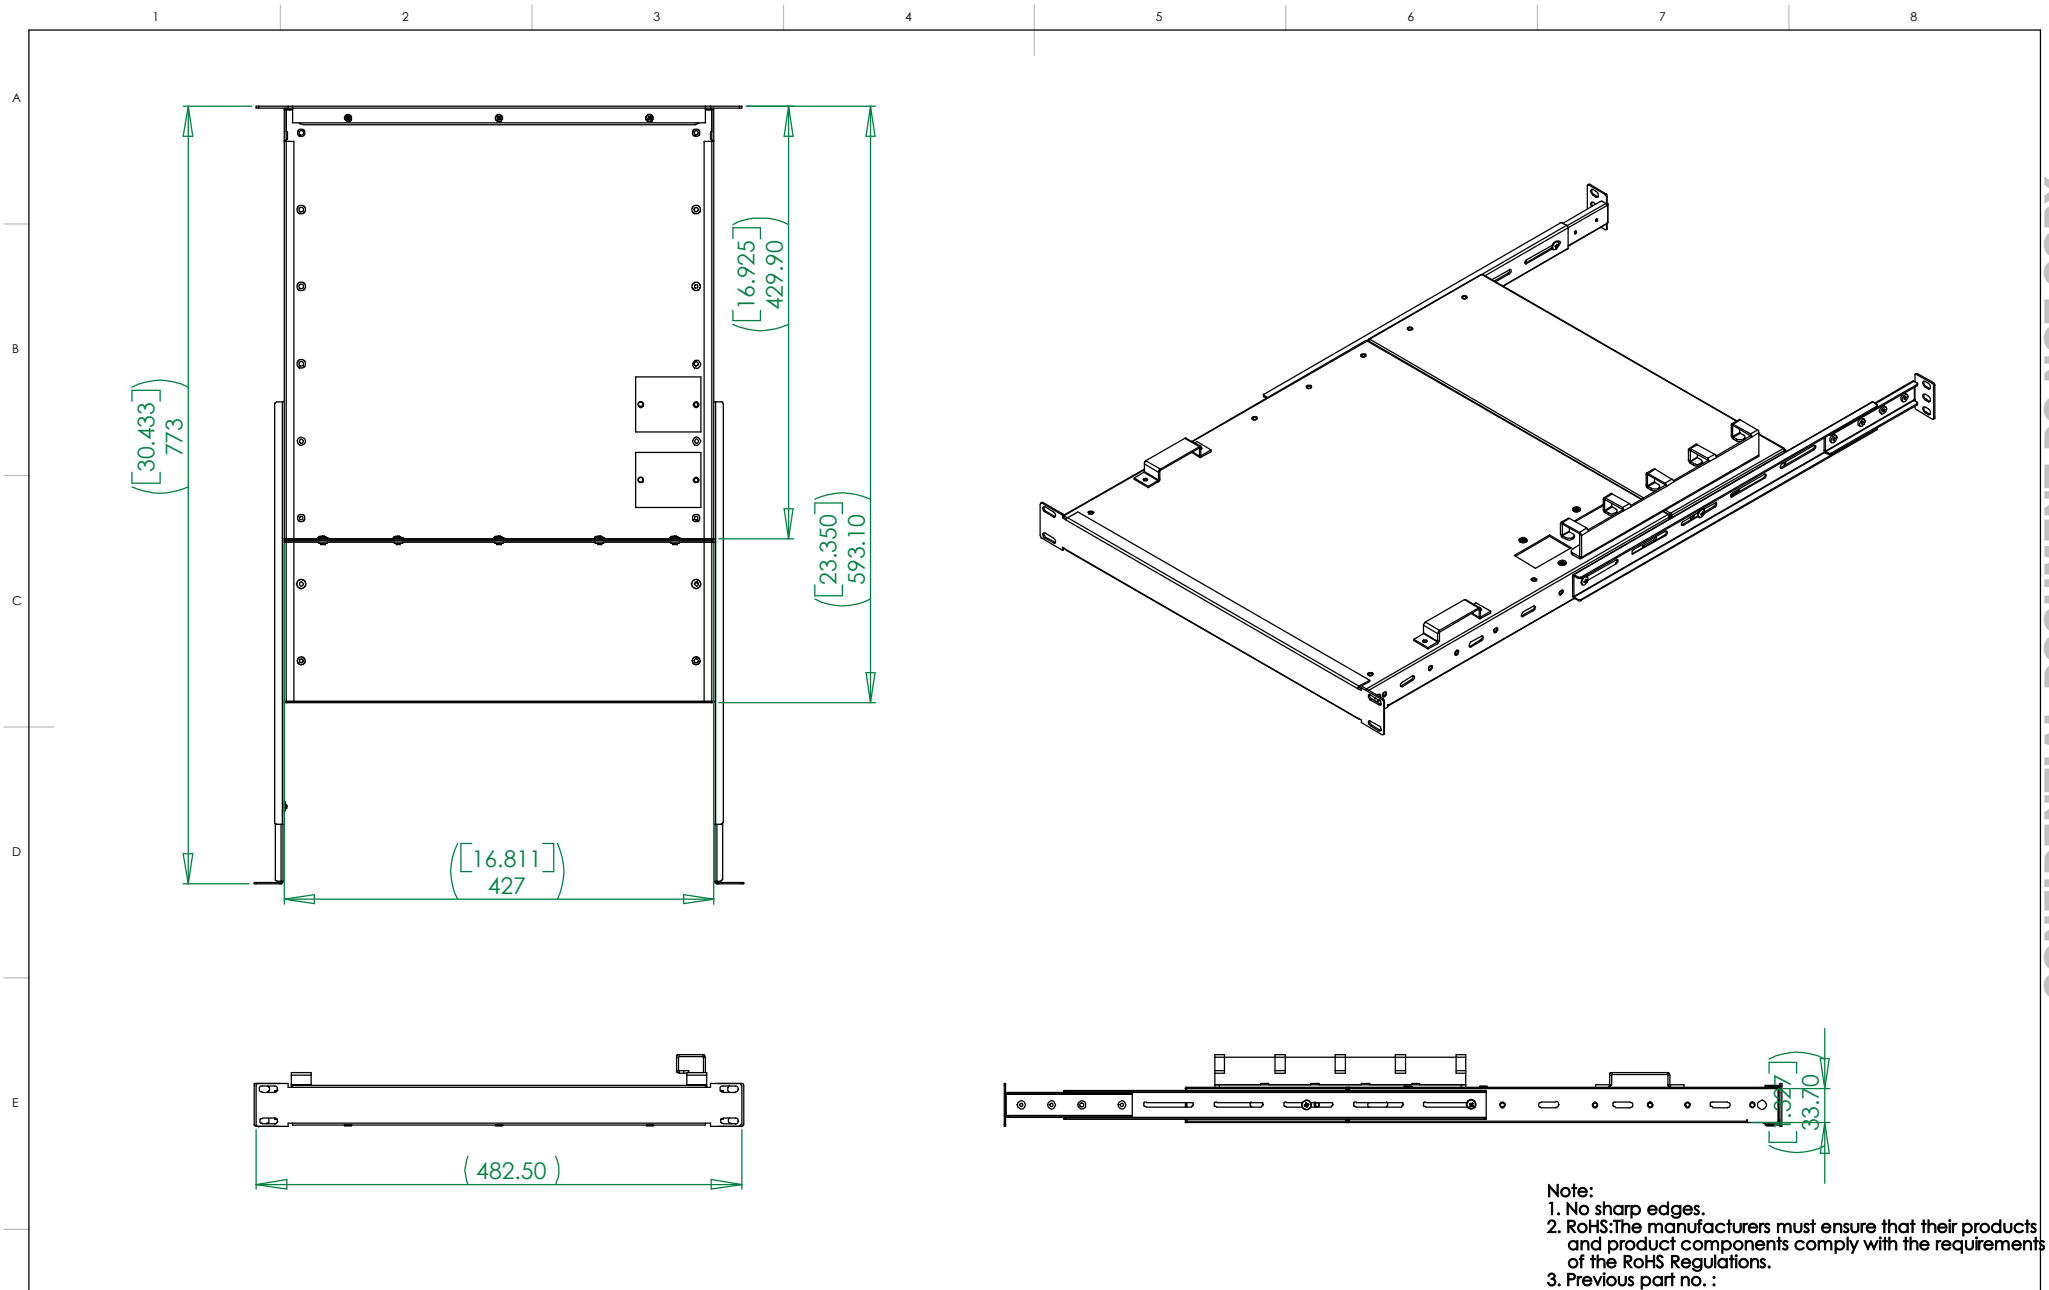 1 2 3 4 5 6 7 8
A
B
C
D
E
[30.433]
773
[16.925]
429.90
[23.350]
593.10
([16.811])
427
(482.50)
33.70
Note:
1. No sharp edges.
2. RoHS:The manufacturers must ensure that their products
and product components comply with the requirements
of the RoHS Regulations.
3. Previous part no. :